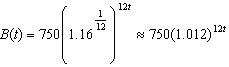 B(t) = 750(1.16^(1/12))^(12t) ≈ 750(1.012)^(12t)